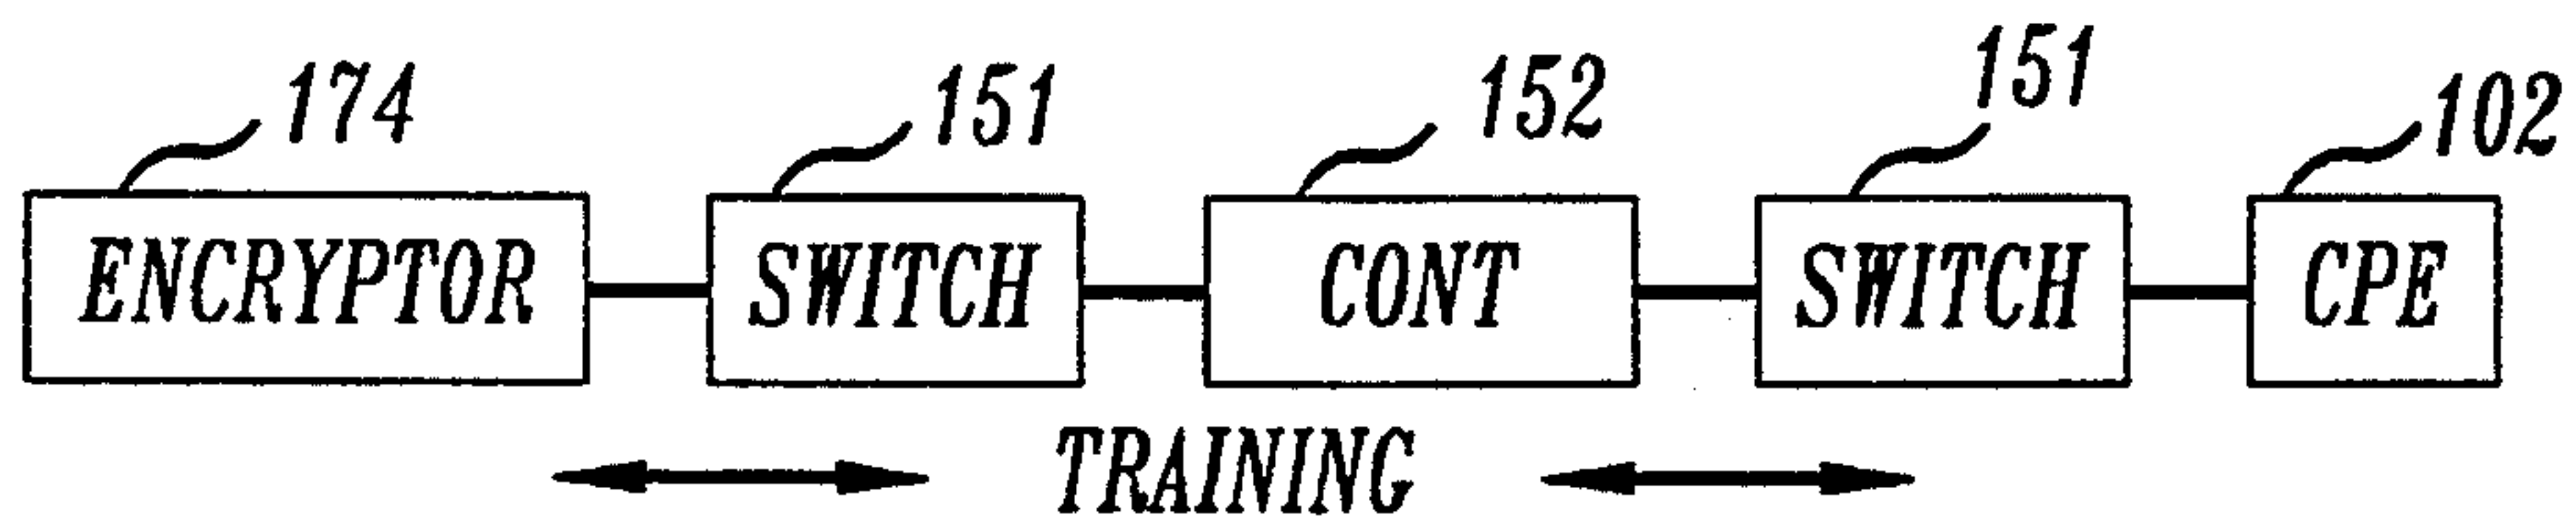 174 151 152 151 102
ENCRYPTOR SWITCH CONT SWITCH CPE
TRAINING